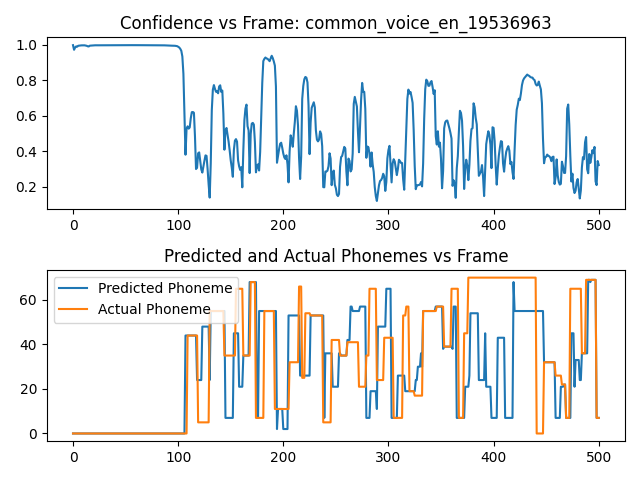 Confidence vs Frame: common_voice_en_19536963
1.0
0.8
0.6
0.4
0.2
0 100 200 300 400 500
Predicted and Actual Phonemes vs Frame
Predicted Phoneme
Actual Phoneme
60
40
20
0
0 100 200 300 400 500